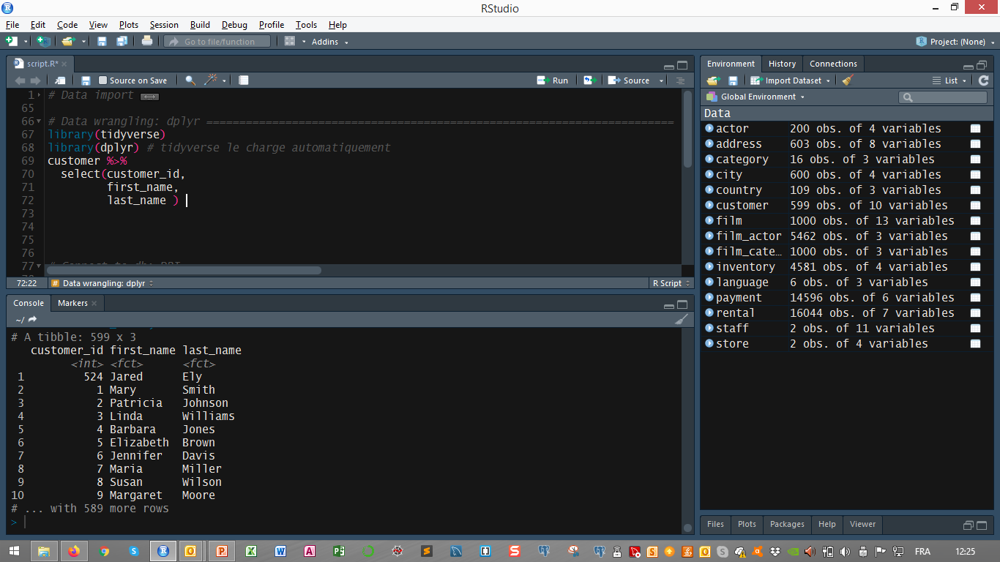 RStudio
File Edit Code View Plots Session Build Debug Profile Tools Help
Go to file/function Addins Project: (None)
script.R*
Source on Save Run Source
1 # Data import
65
66 # Data wrangling: dplyr =======================================================================
67 library(tidyverse)
68 library(dplyr) # tidyverse le charge automatiquement
69 customer %>%
70 select(customer_id,
71 first_name,
72 last_name )
73
74
75
76
77 # Connect to db: DBI
72:22 Data wrangling: dplyr R Script
Console Markers
~/
# A tibble: 599 x 3
customer_id first_name last_name
<int> <fct> <fct>
1 524 Jared Ely
2 1 Mary Smith
3 2 Patricia Johnson
4 3 Linda Williams
5 4 Barbara Jones
6 5 Elizabeth Brown
7 6 Jennifer Davis
8 7 Maria Miller
9 8 Susan Wilson
10 9 Margaret Moore
# ... with 589 more rows
>
Environment History Connections
Import Dataset List
Global Environment
Data
actor 200 obs. of 4 variables
address 603 obs. of 8 variables
category 16 obs. of 3 variables
city 600 obs. of 4 variables
country 109 obs. of 3 variables
customer 599 obs. of 10 variables
film 1000 obs. of 13 variables
film_actor 5462 obs. of 3 variables
film_cate… 1000 obs. of 3 variables
inventory 4581 obs. of 4 variables
language 6 obs. of 3 variables
payment 14596 obs. of 6 variables
rental 16044 obs. of 7 variables
staff 2 obs. of 11 variables
store 2 obs. of 4 variables
Files Plots Packages Help Viewer
FRA 12:25